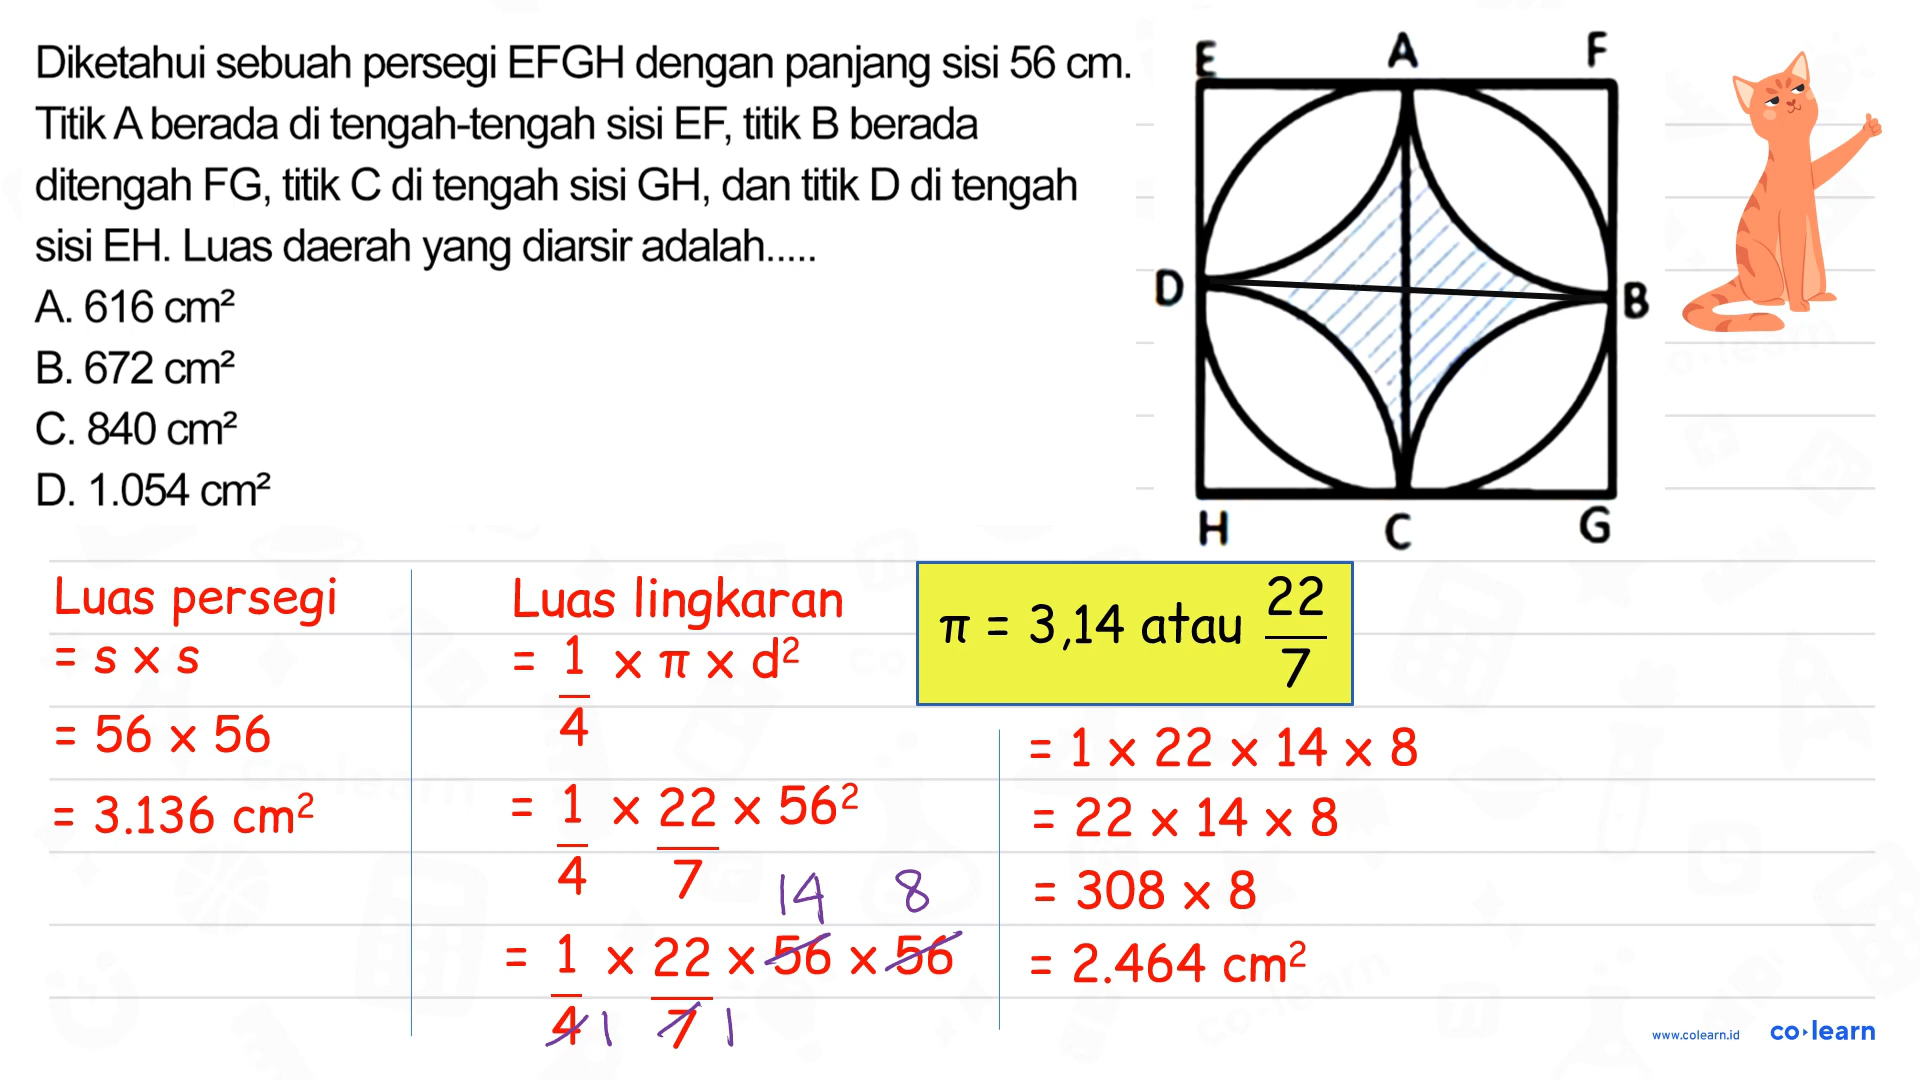 Diketahui sebuah persegi EFGH dengan panjang sisi 56 cm.
Titik A berada di tengah-tengah sisi EF, titik B berada
ditengah FG, titik C di tengah sisi GH, dan titik D di tengah
sisi EH. Luas daerah yang diarsir adalah.....
A. 616 cm²
B. 672 cm²
C. 840 cm²
D. 1.054 cm²
E A F
D B
H C G
Luas persegi
= s x s
= 56 x 56
= 3.136 cm²
Luas lingkaran
= 1/4 x π x d²
= 1/4 x 22/7 x 56²
14 8
= 1/4 x 22/7 x 56 x 56
1 1
π = 3,14 atau 22/7
= 1 x 22 x 14 x 8
= 22 x 14 x 8
= 308 x 8
= 2.464 cm²
www.colearn.id co·learn